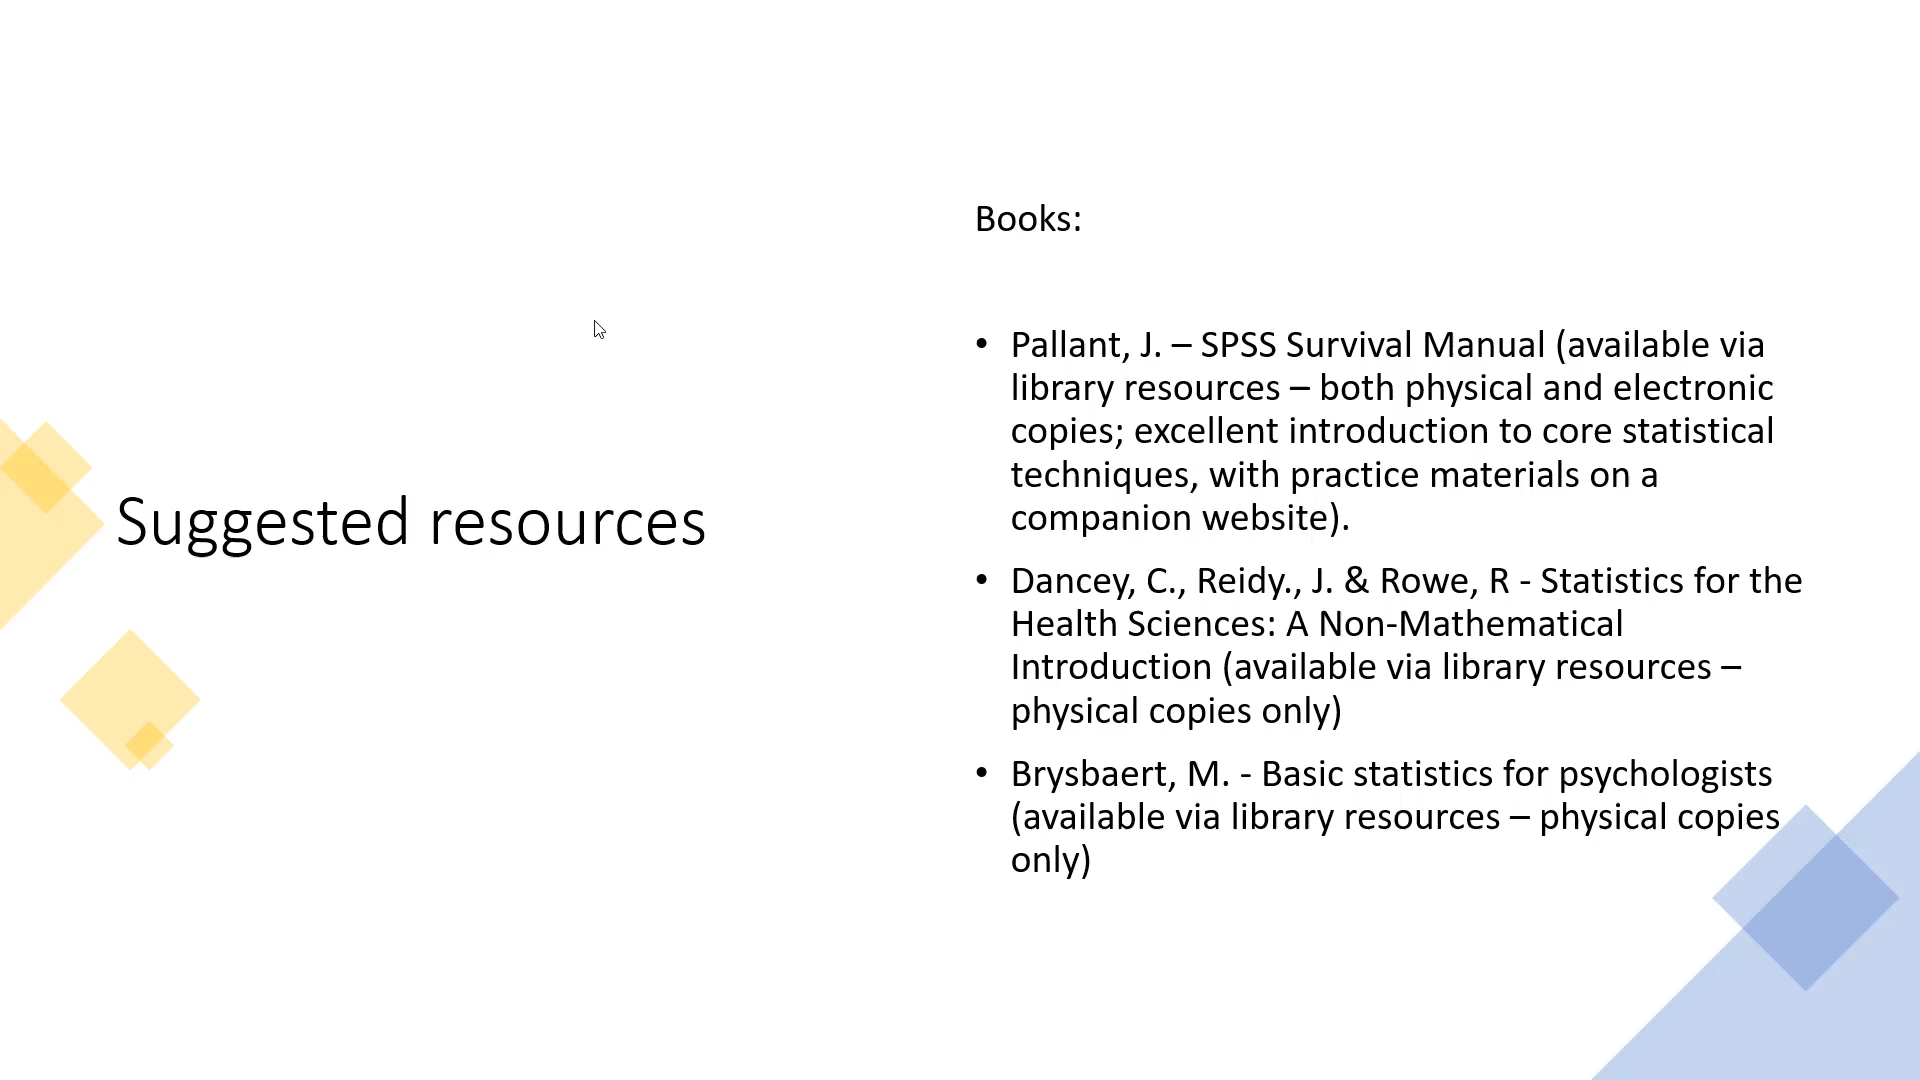 Suggested resources
Books:
• Pallant, J. – SPSS Survival Manual (available via
library resources – both physical and electronic
copies; excellent introduction to core statistical
techniques, with practice materials on a
companion website).
• Dancey, C., Reidy., J. & Rowe, R - Statistics for the
Health Sciences: A Non-Mathematical
Introduction (available via library resources –
physical copies only)
• Brysbaert, M. - Basic statistics for psychologists
(available via library resources – physical copies
only)